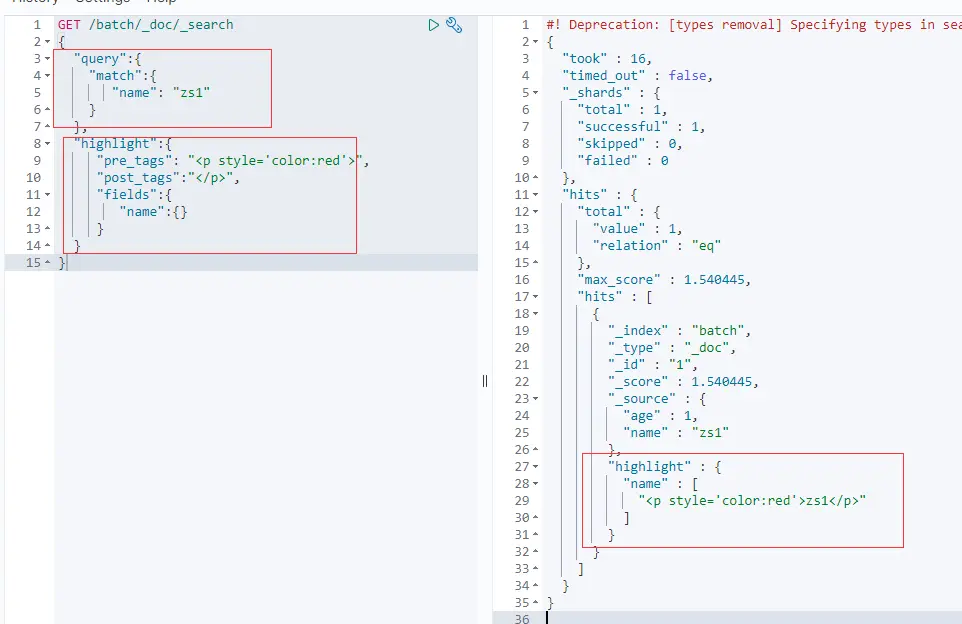 History Settings Help
1 GET /batch/_doc/_search
2 {
3 "query":{
4 "match":{
5 "name": "zs1"
6 }
7 },
8 "highlight":{
9 "pre_tags": "<p style='color:red'>",
10 "post_tags":"</p>",
11 "fields":{
12 "name":{}
13 }
14 }
15 }
1 #! Deprecation: [types removal] Specifying types in sea
2 {
3 "took" : 16,
4 "timed_out" : false,
5 "_shards" : {
6 "total" : 1,
7 "successful" : 1,
8 "skipped" : 0,
9 "failed" : 0
10 },
11 "hits" : {
12 "total" : {
13 "value" : 1,
14 "relation" : "eq"
15 },
16 "max_score" : 1.540445,
17 "hits" : [
18 {
19 "_index" : "batch",
20 "_type" : "_doc",
21 "_id" : "1",
22 "_score" : 1.540445,
23 "_source" : {
24 "age" : 1,
25 "name" : "zs1"
26 },
27 "highlight" : {
28 "name" : [
29 "<p style='color:red'>zs1</p>"
30 ]
31 }
32 }
33 ]
34 }
35 }
36